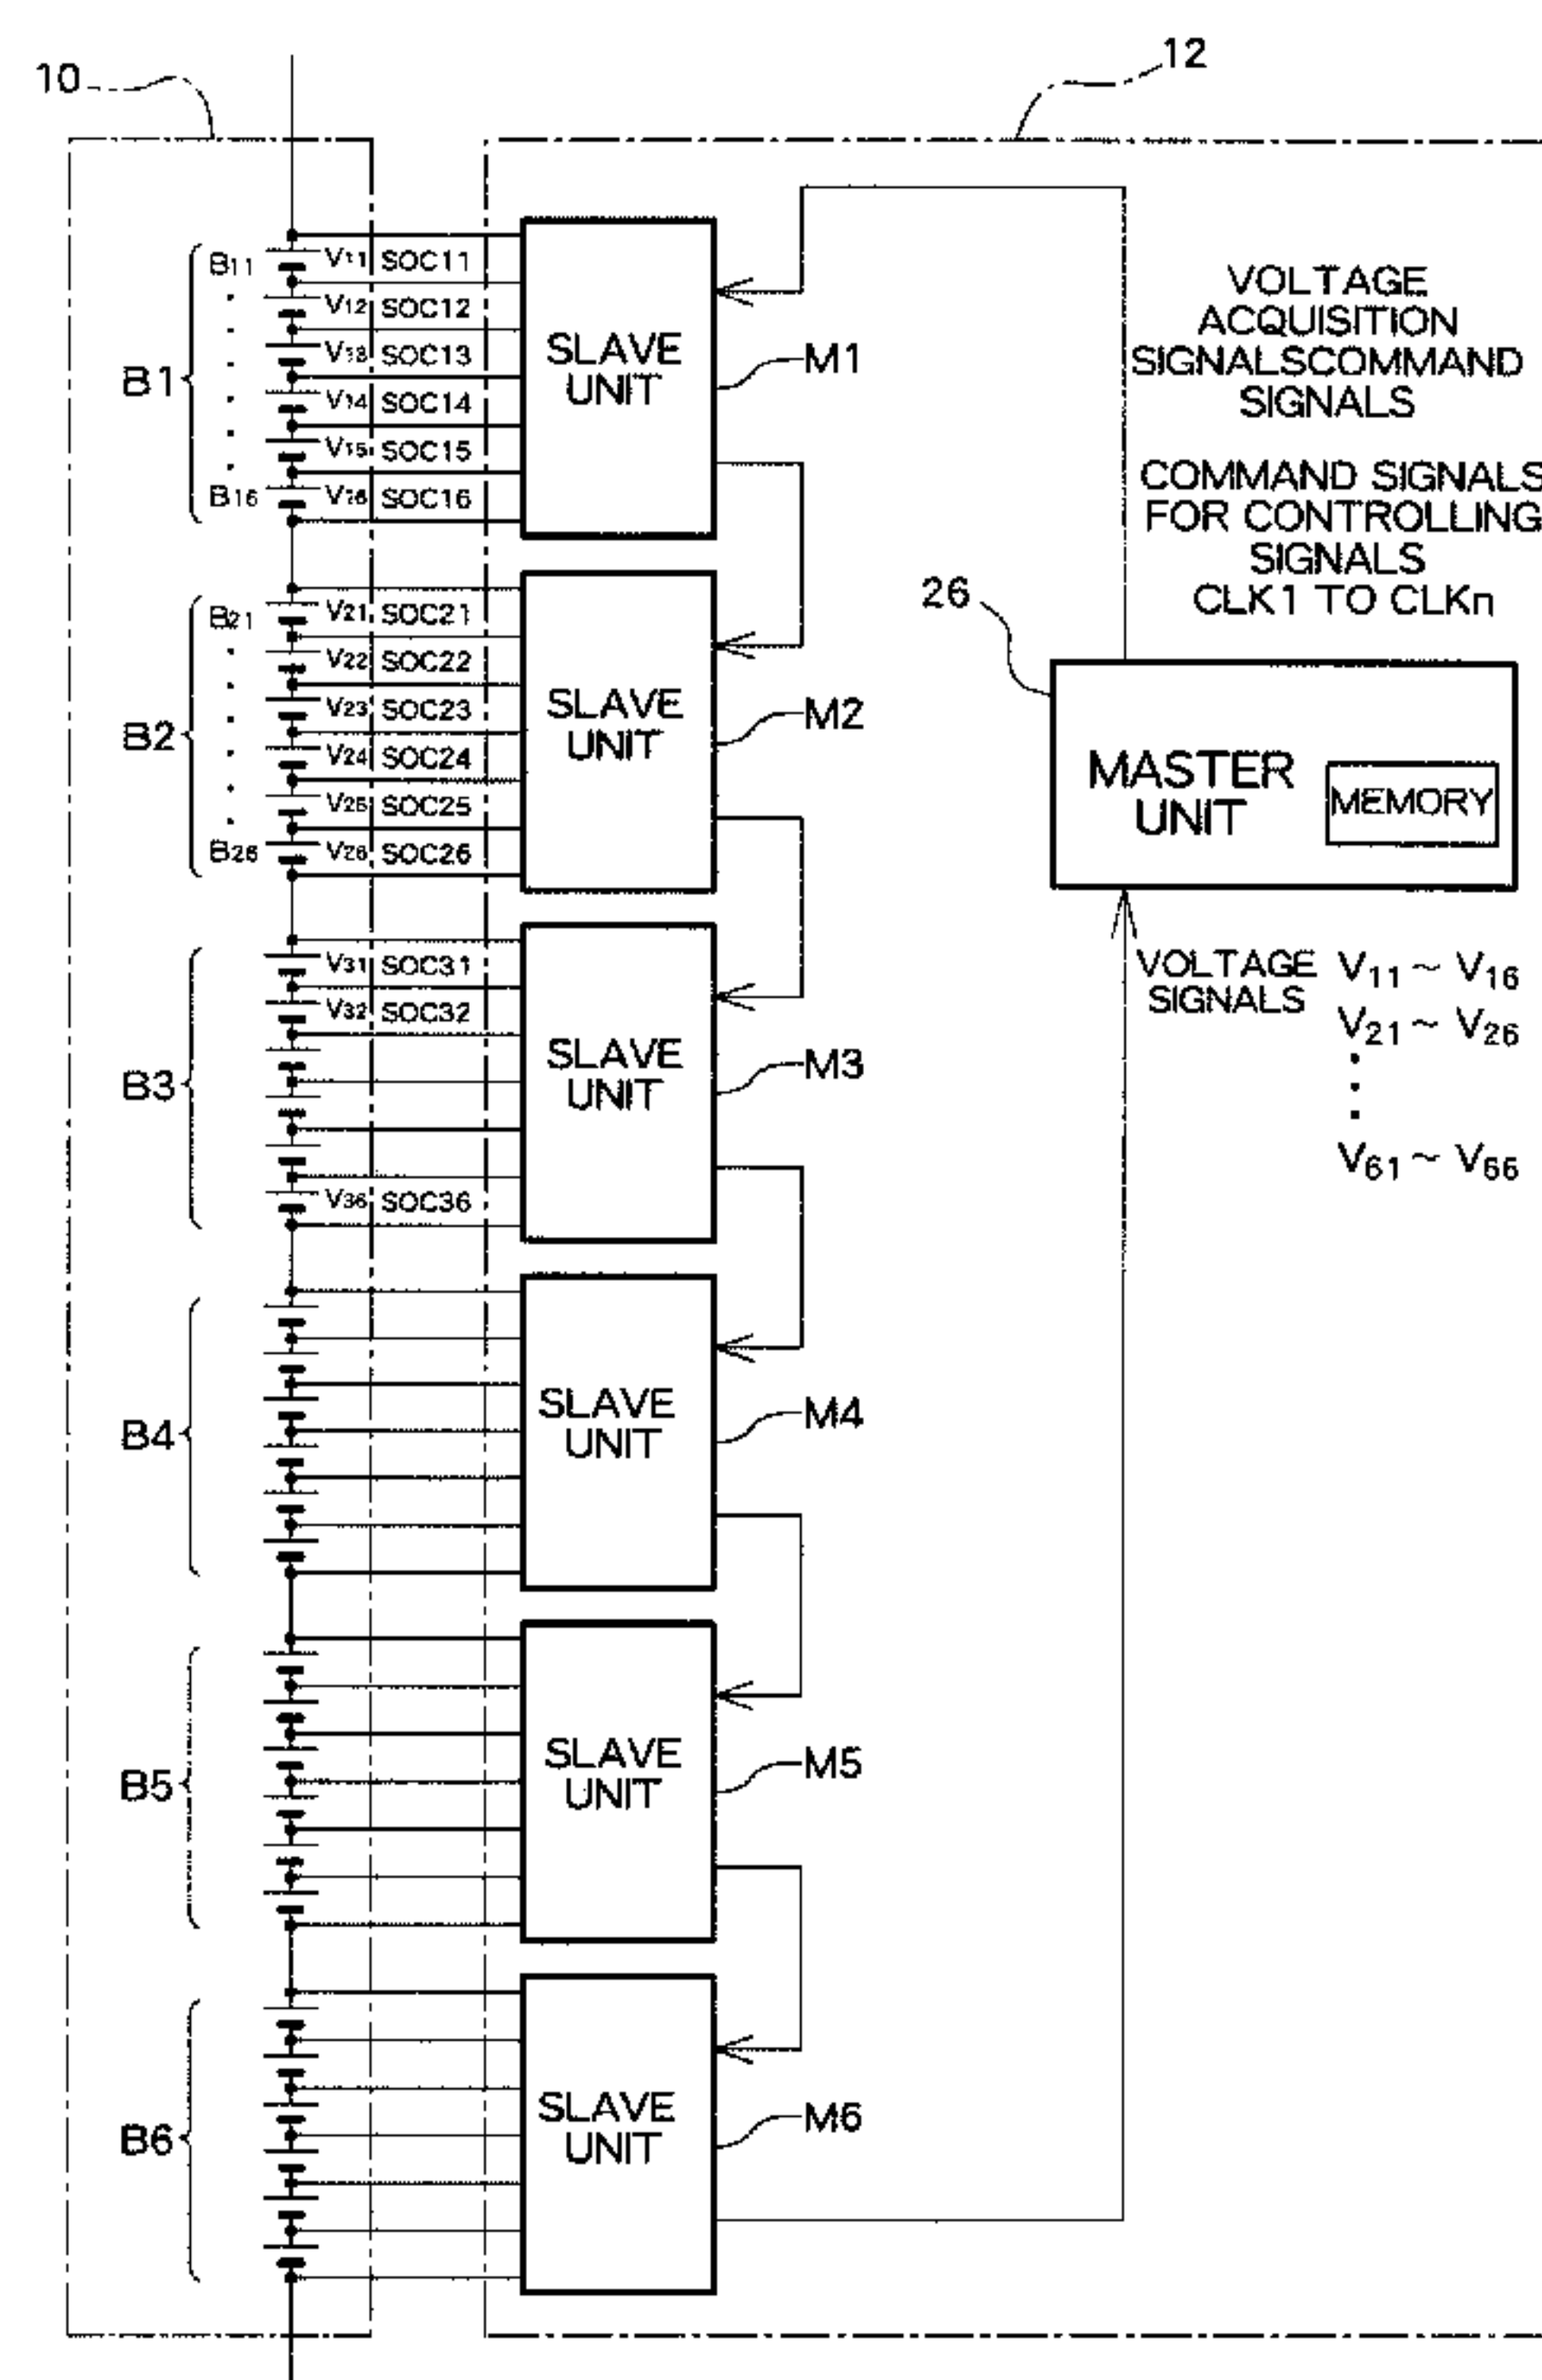 10
12
B11
V11 SOC11
V12 SOC12
V13 SOC13
V14 SOC14
V15 SOC15
B16
V16 SOC16
B1
SLAVE
UNIT
M1
VOLTAGE
ACQUISITION
SIGNALSCOMMAND
SIGNALS
COMMAND SIGNALS
FOR CONTROLLING
SIGNALS
CLK1 TO CLKn
B21
V21 SOC21
V22 SOC22
V23 SOC23
V24 SOC24
V25 SOC25
B26
V26 SOC26
B2
SLAVE
UNIT
M2
26
MASTER
UNIT
MEMORY
V31 SOC31
V32 SOC32
V36 SOC36
B3
SLAVE
UNIT
M3
VOLTAGE
SIGNALS
V11 ~ V16
V21 ~ V26
V61 ~ V66
B4
SLAVE
UNIT
M4
B5
SLAVE
UNIT
M5
B6
SLAVE
UNIT
M6